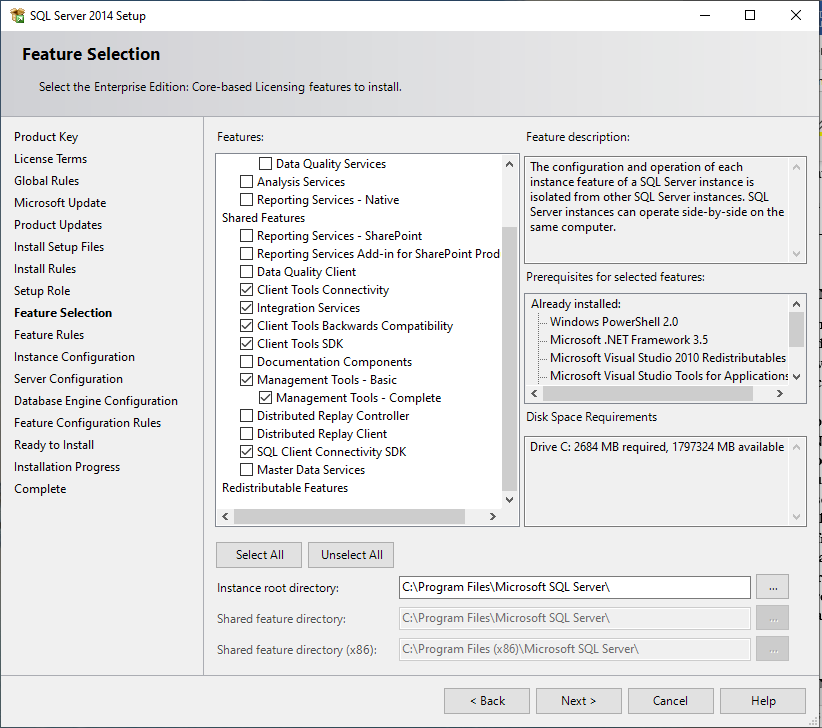 SQL Server 2014 Setup
Feature Selection
Select the Enterprise Edition: Core-based Licensing features to install.
Product Key
License Terms
Global Rules
Microsoft Update
Product Updates
Install Setup Files
Install Rules
Setup Role
Feature Selection
Feature Rules
Instance Configuration
Server Configuration
Database Engine Configuration
Feature Configuration Rules
Ready to Install
Installation Progress
Complete
Features:
Data Quality Services
Analysis Services
Reporting Services - Native
Shared Features
Reporting Services - SharePoint
Reporting Services Add-in for SharePoint Prod
Data Quality Client
Client Tools Connectivity
Integration Services
Client Tools Backwards Compatibility
Client Tools SDK
Documentation Components
Management Tools - Basic
Management Tools - Complete
Distributed Replay Controller
Distributed Replay Client
SQL Client Connectivity SDK
Master Data Services
Redistributable Features
Feature description:
The configuration and operation of each
instance feature of a SQL Server instance is
isolated from other SQL Server instances. SQL
Server instances can operate side-by-side on the
same computer.
Prerequisites for selected features:
Already installed:
Windows PowerShell 2.0
Microsoft .NET Framework 3.5
Microsoft Visual Studio 2010 Redistributables
Microsoft Visual Studio Tools for Applications
Disk Space Requirements
Drive C: 2684 MB required, 1797324 MB available
Select All
Unselect All
Instance root directory:
C:\Program Files\Microsoft SQL Server\
...
Shared feature directory:
C:\Program Files\Microsoft SQL Server\
...
Shared feature directory (x86):
C:\Program Files (x86)\Microsoft SQL Server\
...
< Back
Next >
Cancel
Help